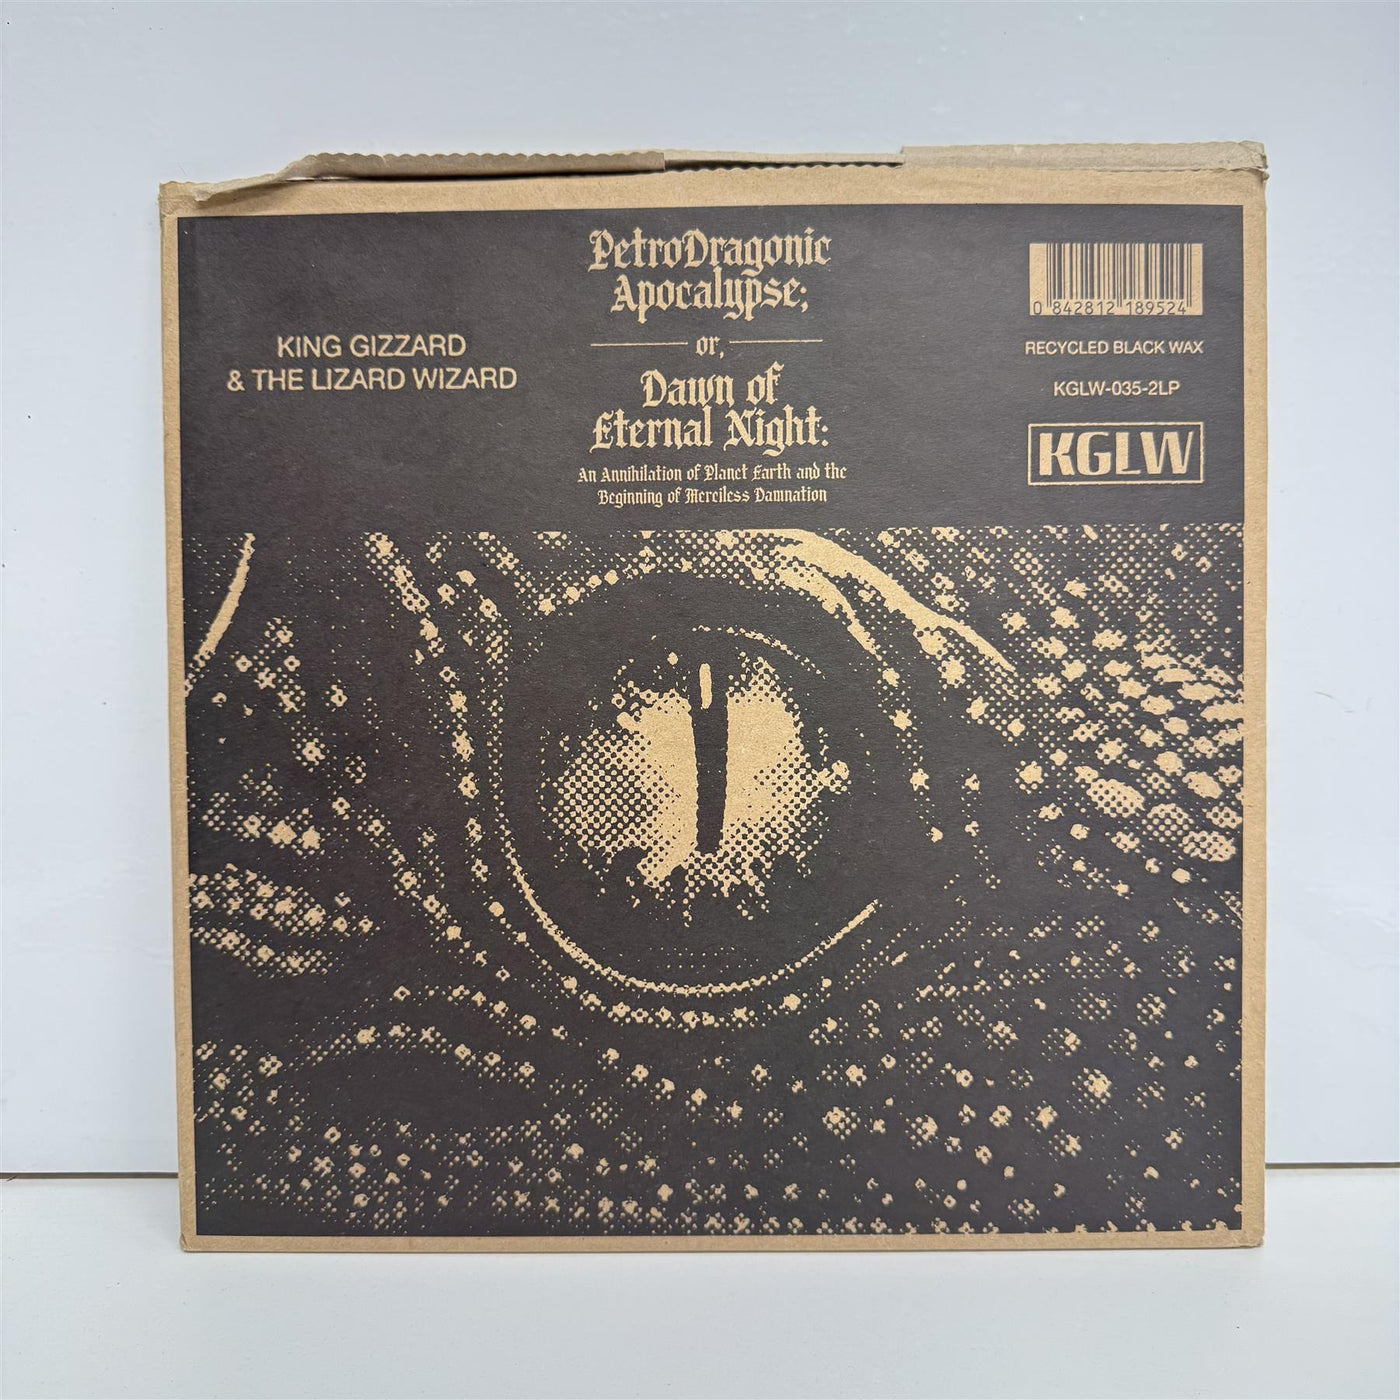 KING GIZZARD
& THE LIZARD WIZARD
PetroDragonic
Apocalypse;
or,
Dawn of
Eternal Night:
An Annihilation of Planet Earth and the
Beginning of Merciless Damnation
0 842812 189524
RECYCLED BLACK WAX
KGLW-035-2LP
KGLW